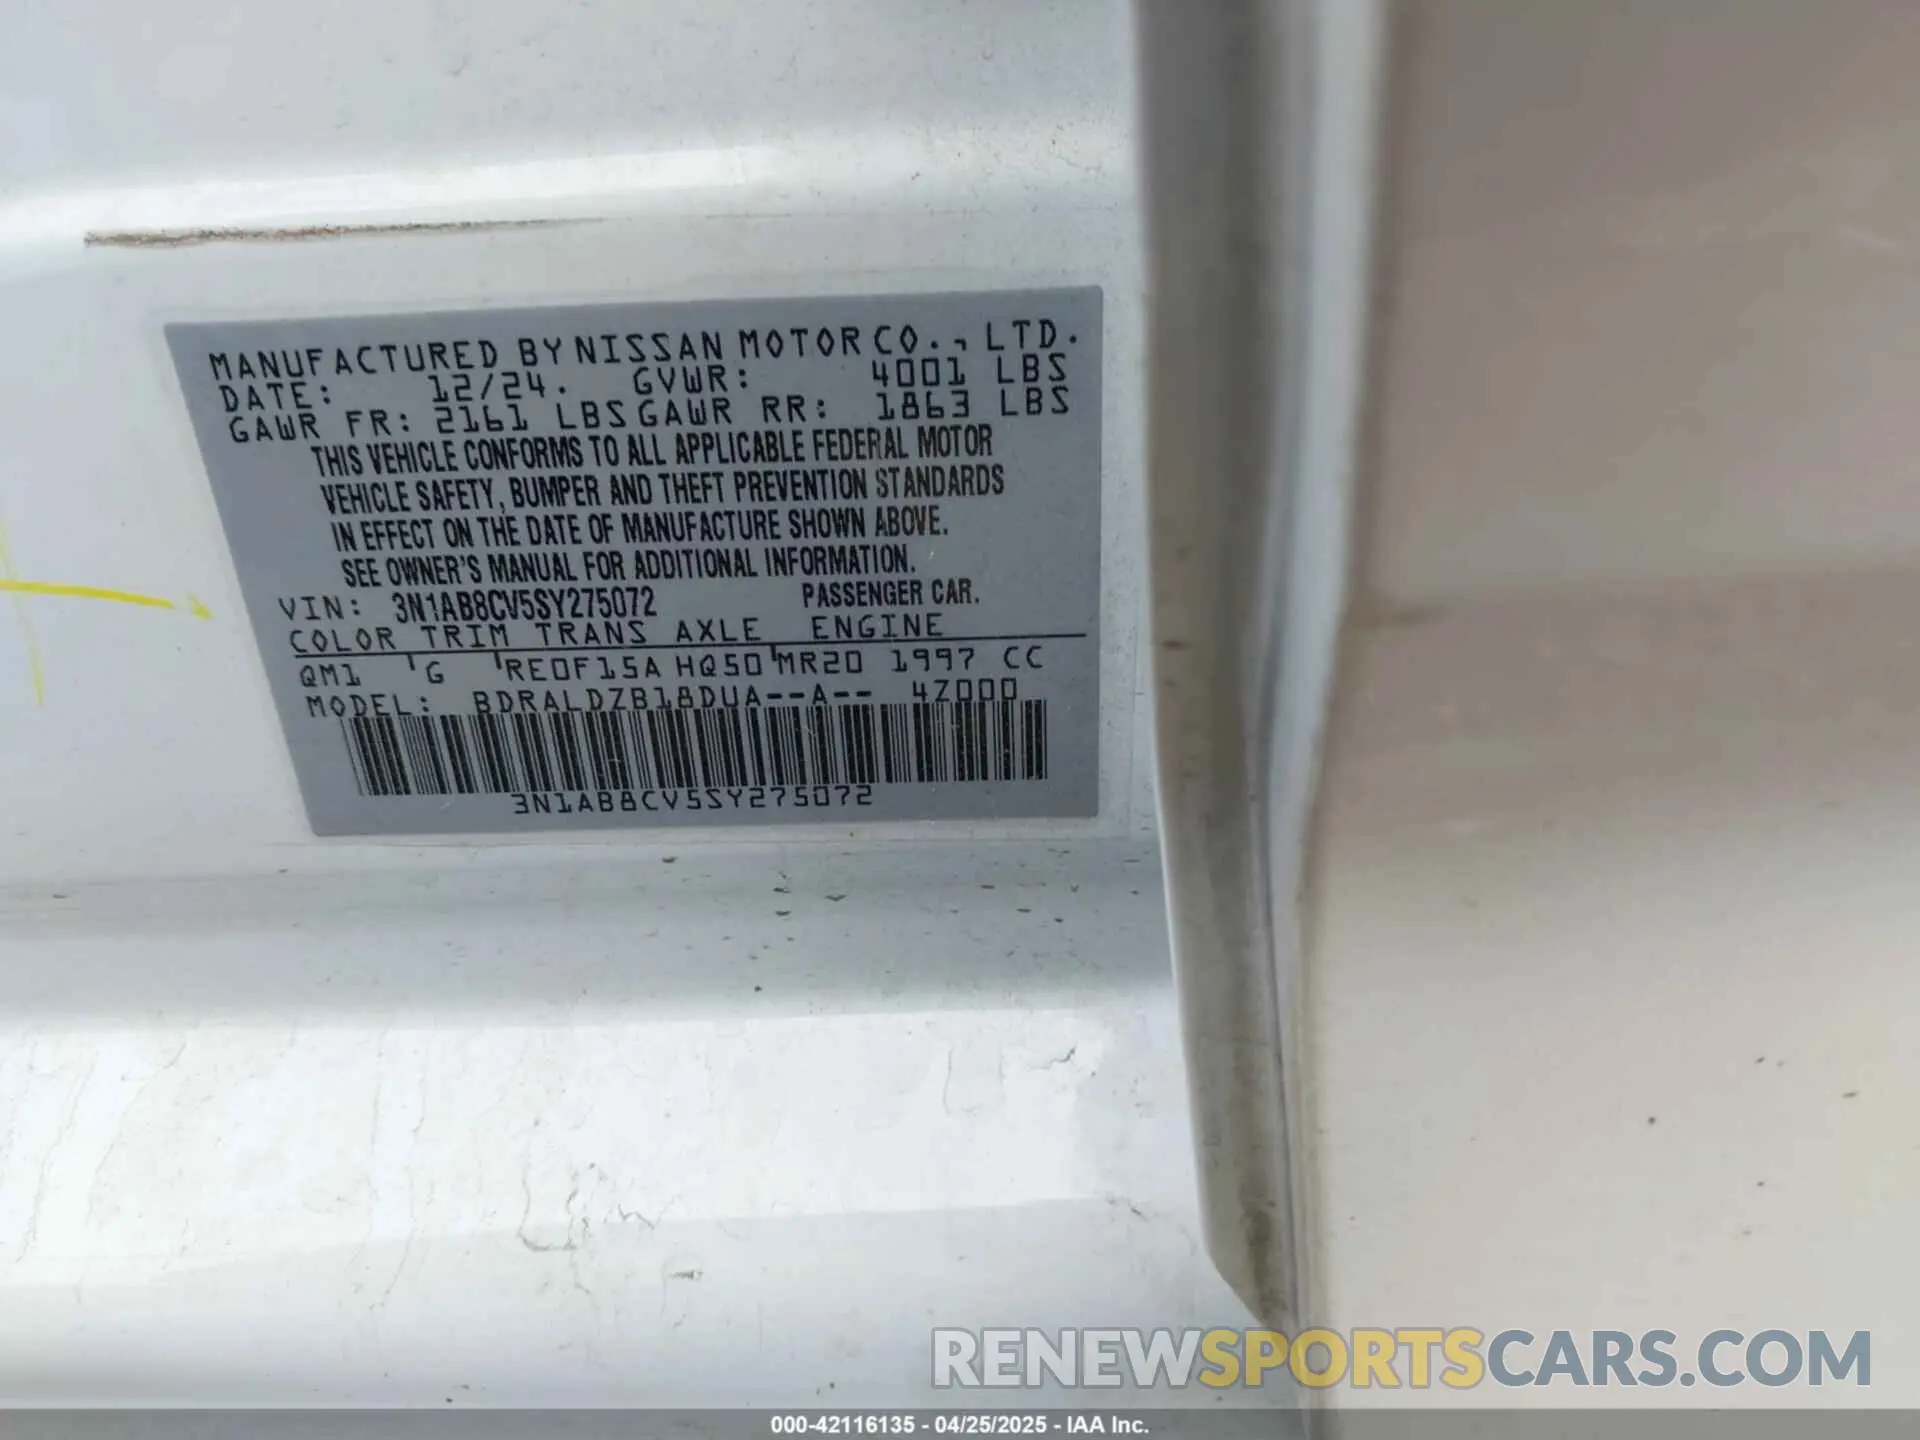 MANUFACTURED BY NISSAN MOTOR CO., LTD.
DATE: 12/24. GVWR: 4001 LBS
GAWR FR: 2161 LBS GAWR RR: 1863 LBS
THIS VEHICLE CONFORMS TO ALL APPLICABLE FEDERAL MOTOR
VEHICLE SAFETY, BUMPER AND THEFT PREVENTION STANDARDS
IN EFFECT ON THE DATE OF MANUFACTURE SHOWN ABOVE.
SEE OWNER'S MANUAL FOR ADDITIONAL INFORMATION.
VIN: 3N1AB8CV5SY275072 PASSENGER CAR.
COLOR TRIM TRANS AXLE ENGINE
QM1 G RE0F15A HQ50 MR20 1997 CC
MODEL: BDRALDZB18DUA--A-- 4Z000
3N1AB8CV5SY275072
RENEWSPORTSCARS.COM
000-42116135 - 04/25/2025 - IAA Inc.